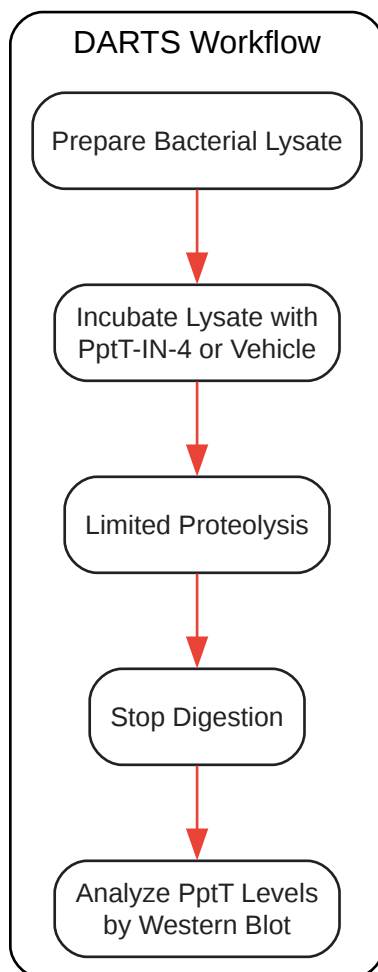 DARTS Workflow
Prepare Bacterial Lysate
Incubate Lysate with
PptT-IN-4 or Vehicle
Limited Proteolysis
Stop Digestion
Analyze PptT Levels
by Western Blot